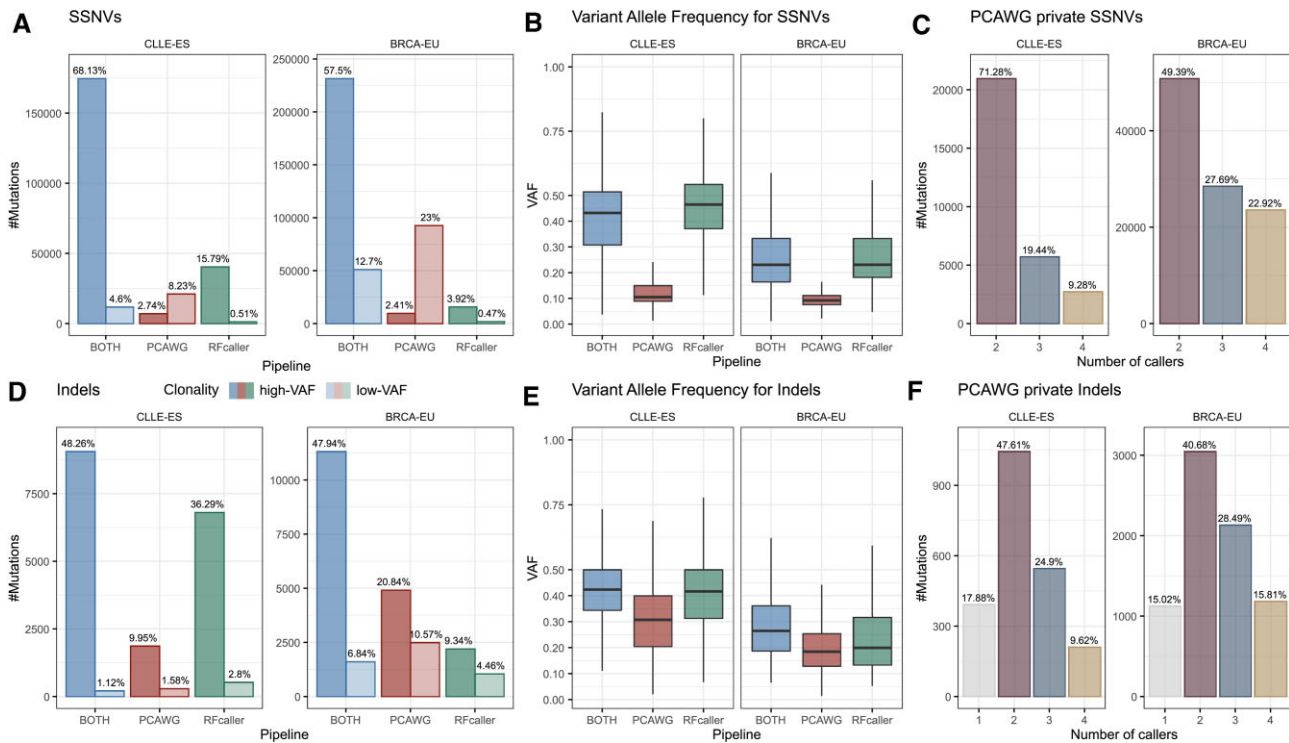 A SSNVs
CLLE-ES BRCA-EU
#Mutations
175000
150000
100000
50000
0
68.13%
4.6%
2.74%
8.23%
15.79%
0.51%
250000
200000
150000
100000
50000
0
57.5%
12.7%
2.41%
23%
3.92%
0.47%
BOTH PCAWG RFcaller BOTH PCAWG RFcaller
Pipeline
B Variant Allele Frequency for SSNVs
CLLE-ES BRCA-EU
VAF
1.00
0.75
0.50
0.40
0.30
0.20
0.10
0.00
BOTH PCAWG RFcaller BOTH PCAWG RFcaller
Pipeline
C PCAWG private SSNVs
CLLE-ES BRCA-EU
#Mutations
20000
15000
10000
5000
0
71.28%
19.44%
9.28%
40000
20000
0
49.39%
27.69%
22.92%
2 3 4 2 3 4
Number of callers
D Indels
Clonality high-VAF low-VAF
CLLE-ES BRCA-EU
#Mutations
7500
5000
2500
0
48.26%
1.12%
9.95%
1.58%
36.29%
2.8%
10000
7500
5000
2500
0
47.94%
6.84%
20.84%
10.57%
9.34%
4.46%
BOTH PCAWG RFcaller BOTH PCAWG RFcaller
Pipeline
E Variant Allele Frequency for Indels
CLLE-ES BRCA-EU
VAF
1.00
0.75
0.50
0.40
0.30
0.20
0.10
0.00
BOTH PCAWG RFcaller BOTH PCAWG RFcaller
Pipeline
F PCAWG private Indels
CLLE-ES BRCA-EU
#Mutations
900
600
300
0
17.88%
47.61%
24.9%
9.62%
3000
2000
1000
0
15.02%
40.68%
28.49%
15.81%
1 2 3 4 1 2 3 4
Number of callers